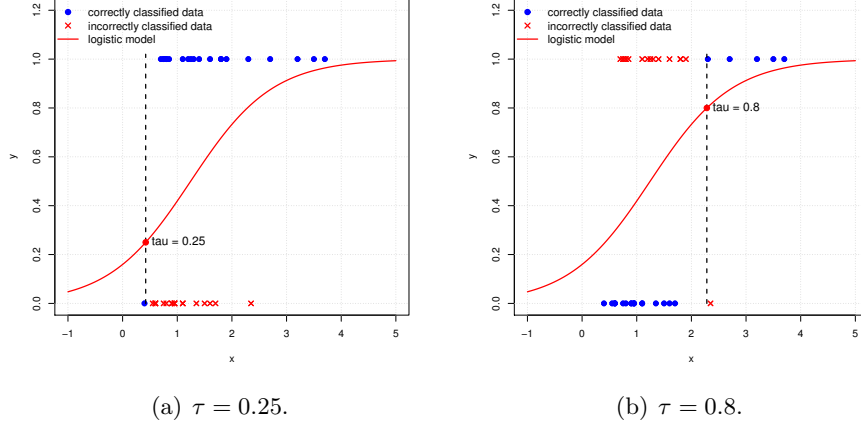 correctly classified data
incorrectly classified data
logistic model
1.2
1.0
0.8
0.6
0.4
0.2
0.0
y
tau = 0.25
−1 0 1 2 3 4 5
x
(a) τ = 0.25.
correctly classified data
incorrectly classified data
logistic model
1.2
1.0
0.8
0.6
0.4
0.2
0.0
y
tau = 0.8
−1 0 1 2 3 4 5
x
(b) τ = 0.8.